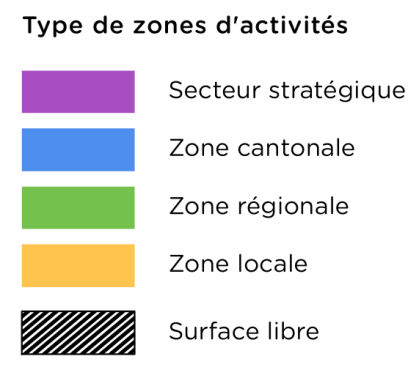 Type de zones d'activités
Secteur stratégique
Zone cantonale
Zone régionale
Zone locale
Surface libre